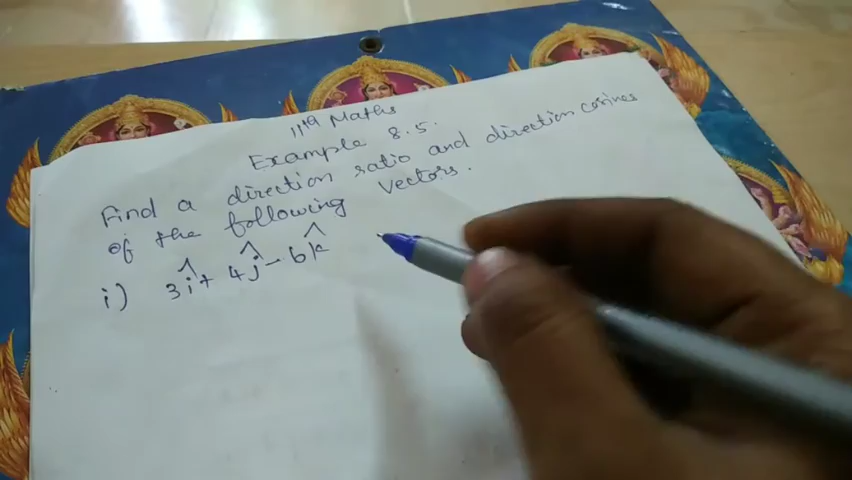 11th Maths
Example 8.5.
Find a direction ratio and direction cosines
of the following vectors.
i) 3î + 4ĵ - 6k̂